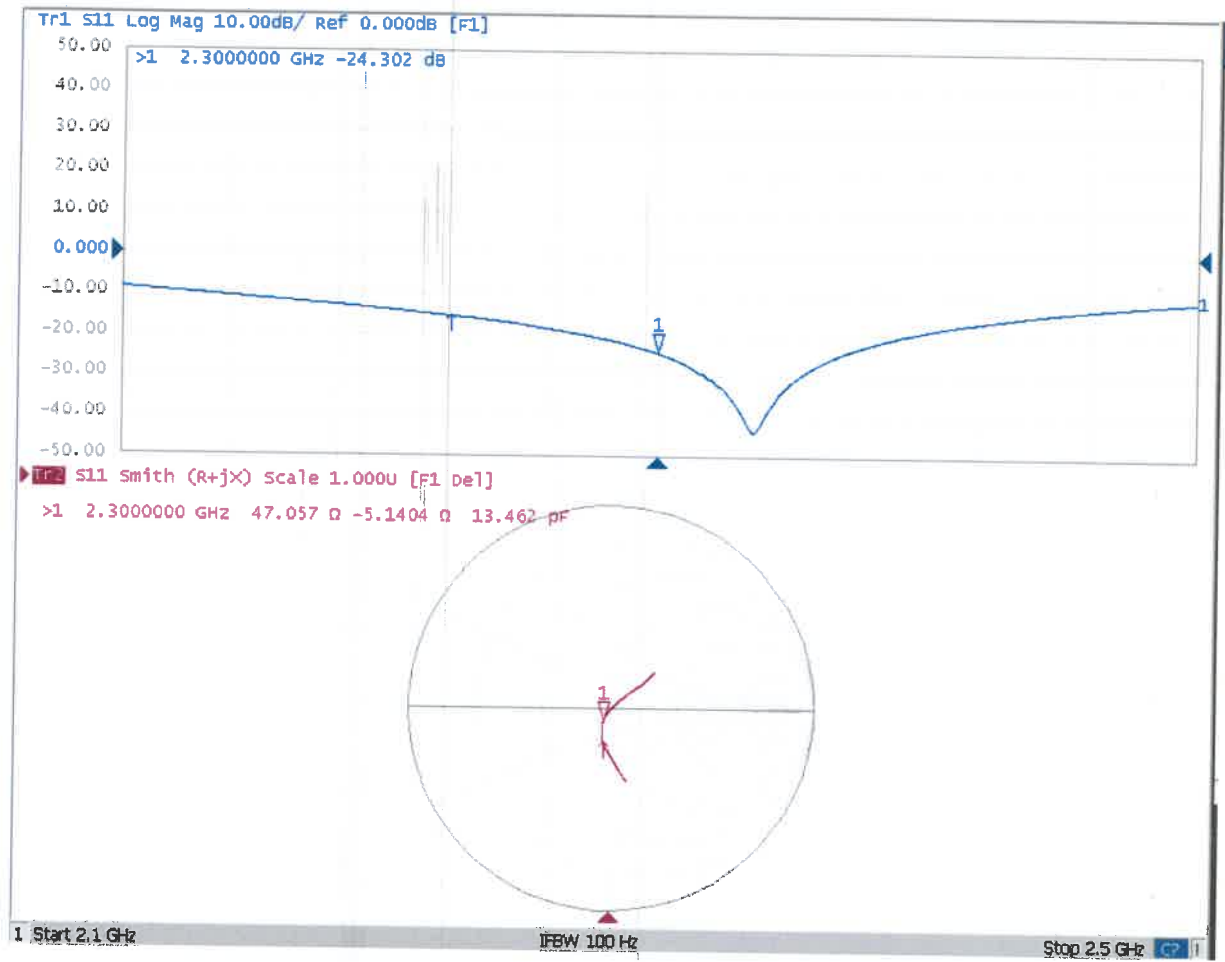 Tr1 S11 Log Mag 10.00dB/ Ref 0.000dB [F1]
50.00
>1 2.3000000 GHz -24.302 dB
40.00
30.00
20.00
10.00
0.000
-10.00
-20.00
1
1
-30.00
-40.00
-50.00
Tr2 S11 Smith (R+jX) Scale 1.000U [F1 Del]
>1 2.3000000 GHz 47.057 Ω -5.1404 Ω 13.462 pF
1
1 Start 2.1 GHz IFBW 100 Hz Stop 2.5 GHz C?